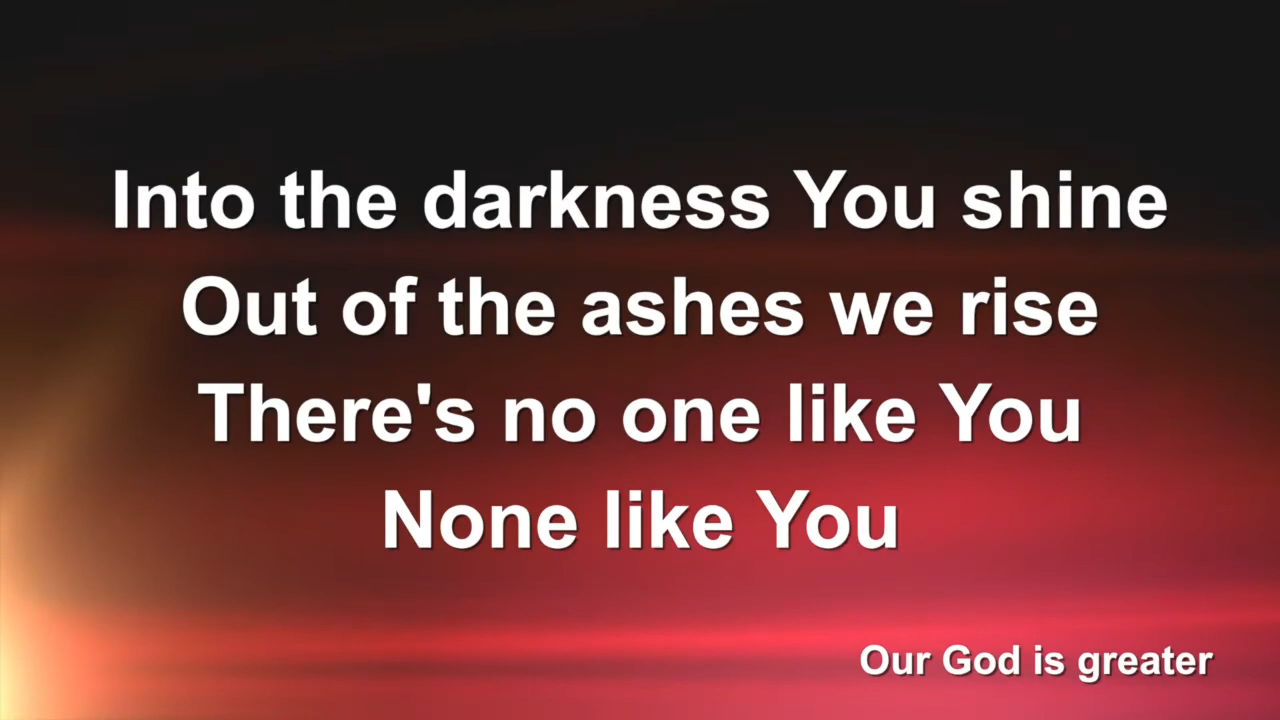 Into the darkness You shine
Out of the ashes we rise
There's no one like You
None like You
Our God is greater